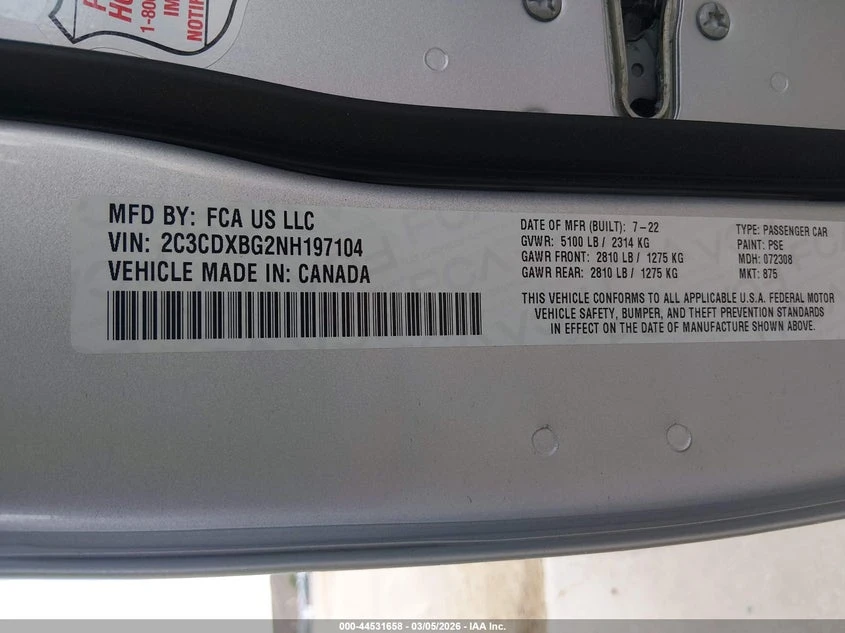 1-800
NOTIF
MFD BY: FCA US LLC
VIN: 2C3CDXBG2NH197104
VEHICLE MADE IN: CANADA
DATE OF MFR (BUILT): 7-22
GVWR: 5100 LB / 2314 KG
GAWR FRONT: 2810 LB / 1275 KG
GAWR REAR: 2810 LB / 1275 KG
TYPE: PASSENGER CAR
PAINT: PSE
MDH: 072308
MKT: 875
THIS VEHICLE CONFORMS TO ALL APPLICABLE U.S.A. FEDERAL MOTOR
VEHICLE SAFETY, BUMPER, AND THEFT PREVENTION STANDARDS
IN EFFECT ON THE DATE OF MANUFACTURE SHOWN ABOVE.
000-44531658 - 03/05/2026 - IAA Inc.